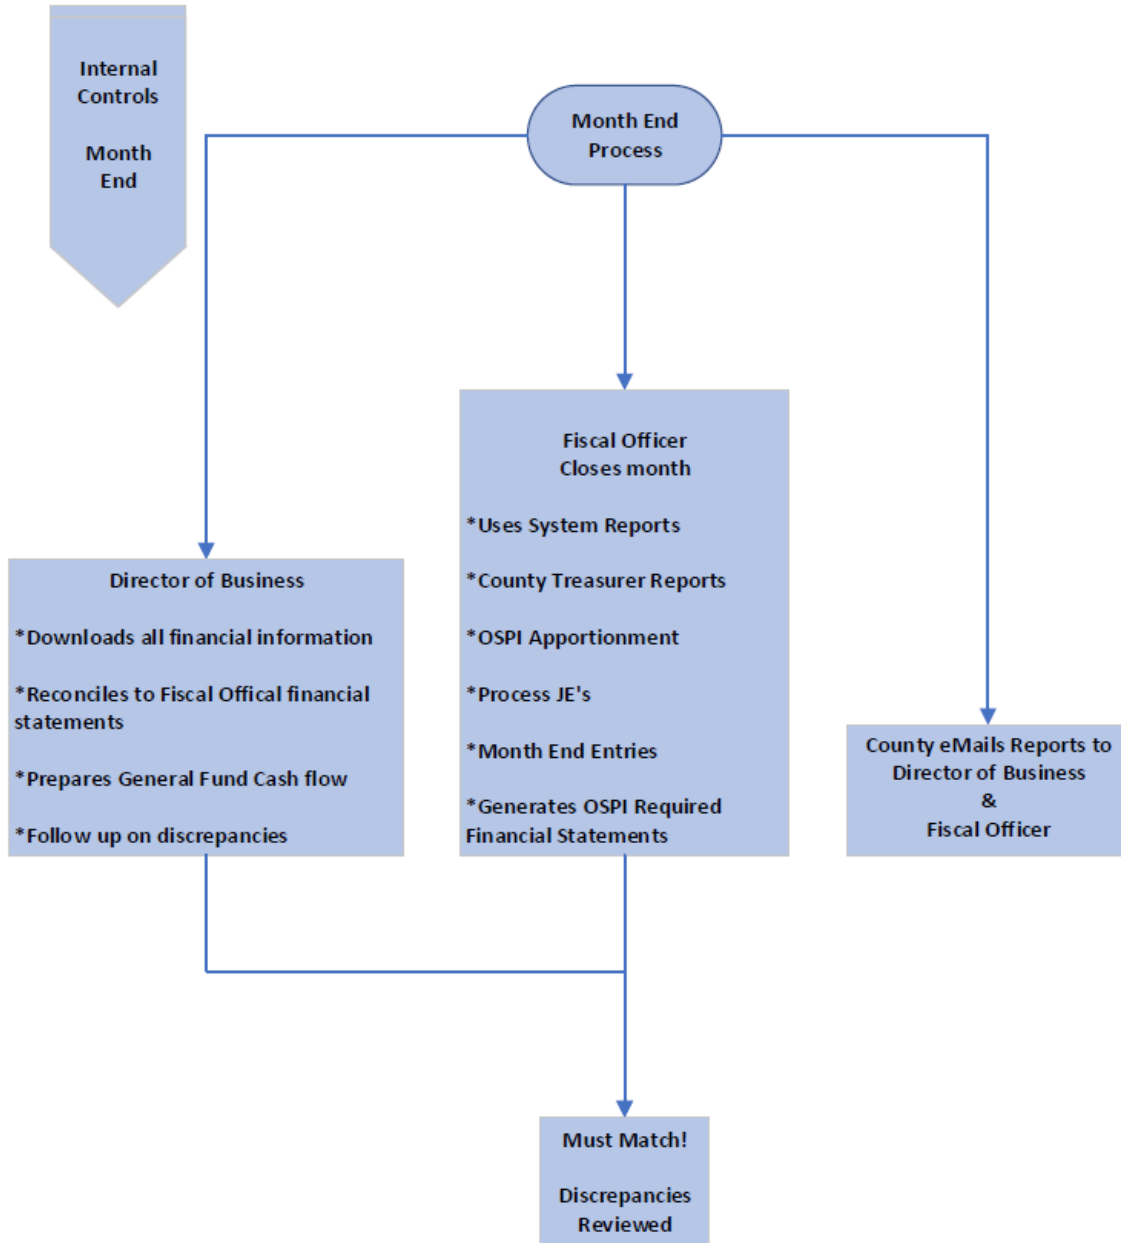 Internal
Controls
Month
End
Month End
Process
Fiscal Officer
Closes month
*Uses System Reports
*County Treasurer Reports
*OSPI Apportionment
*Process JE's
*Month End Entries
*Generates OSPI Required
Financial Statements
Director of Business
*Downloads all financial information
*Reconciles to Fiscal Offical financial
statements
*Prepares General Fund Cash flow
*Follow up on discrepancies
County eMails Reports to
Director of Business
&
Fiscal Officer
Must Match!
Discrepancies
Reviewed